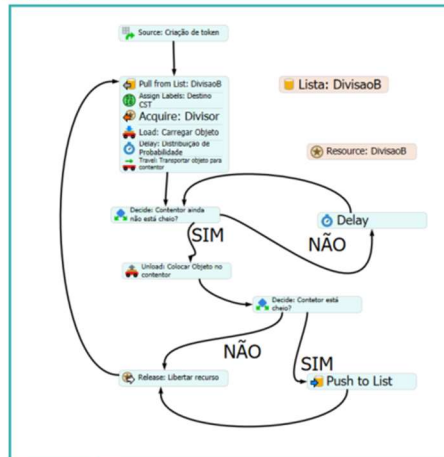 Source: Criação de token
Pull from List: DivisaoB
Assign Labels: Destino
CST
Acquire: Divisor
Load: Carregar Objeto
Delay: Distribuição de
Probabilidade
Travel: Transportar objeto para
contentor
Lista: DivisaoB
Resource: DivisaoB
Decide: Contentor ainda
não está cheio?
Delay
SIM
NÃO
Unload: Colocar Objeto no
contentor
Decide: Contetor está
cheio?
NÃO
SIM
Release: Libertar recurso
Push to List